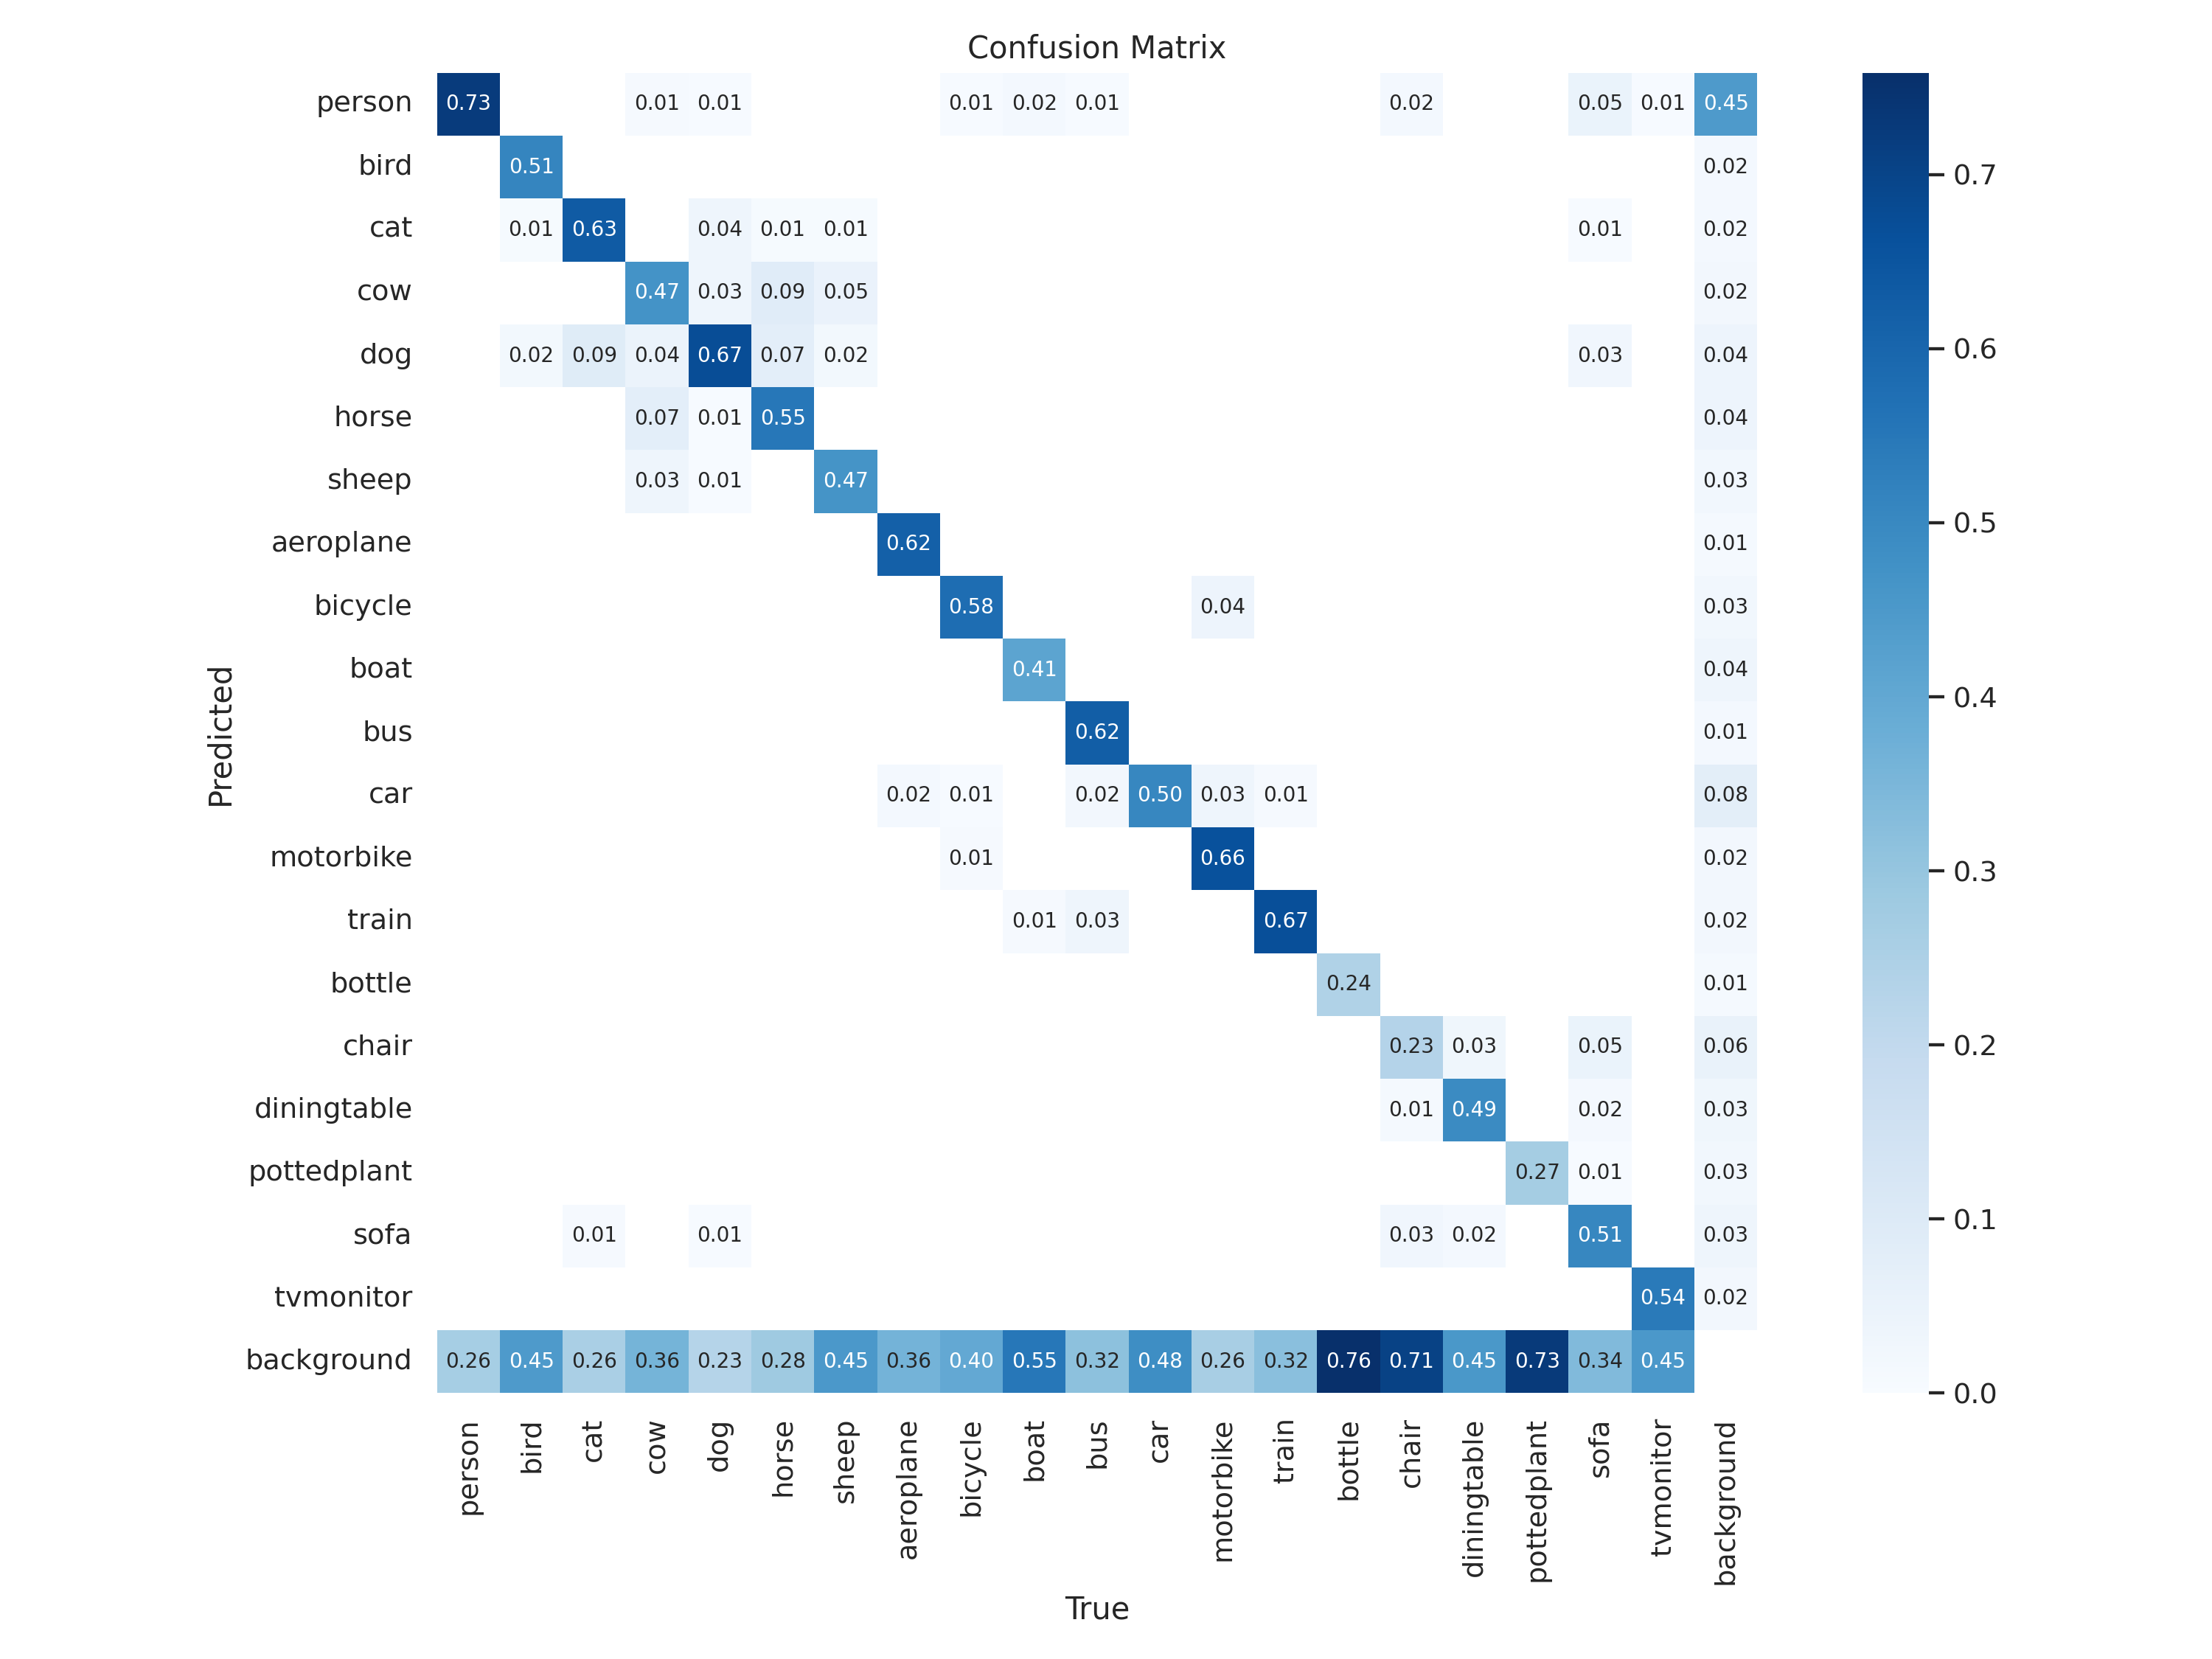 Confusion Matrix
person 0.73 0.01 0.01 0.01 0.02 0.01 0.02 0.05 0.01 0.45
bird 0.51 0.02
cat 0.01 0.63 0.04 0.01 0.01 0.01 0.02
cow 0.47 0.03 0.09 0.05 0.02
dog 0.02 0.09 0.04 0.67 0.07 0.02 0.03 0.04
horse 0.07 0.01 0.55 0.04
sheep 0.03 0.01 0.47 0.03
aeroplane 0.62 0.01
bicycle 0.58 0.04 0.03
boat 0.41 0.04
bus 0.62 0.01
car 0.02 0.01 0.02 0.50 0.03 0.01 0.08
motorbike 0.01 0.66 0.02
train 0.01 0.03 0.67 0.02
bottle 0.24 0.01
chair 0.23 0.03 0.05 0.06
diningtable 0.01 0.49 0.02 0.03
pottedplant 0.27 0.01 0.03
sofa 0.01 0.01 0.03 0.02 0.51 0.03
tvmonitor 0.54 0.02
background 0.26 0.45 0.26 0.36 0.23 0.28 0.45 0.36 0.40 0.55 0.32 0.48 0.26 0.32 0.76 0.71 0.45 0.73 0.34 0.45
Predicted
person
bird
cat
cow
dog
horse
sheep
aeroplane
bicycle
boat
bus
car
motorbike
train
bottle
chair
diningtable
pottedplant
sofa
tvmonitor
background
True
0.7
0.6
0.5
0.4
0.3
0.2
0.1
0.0